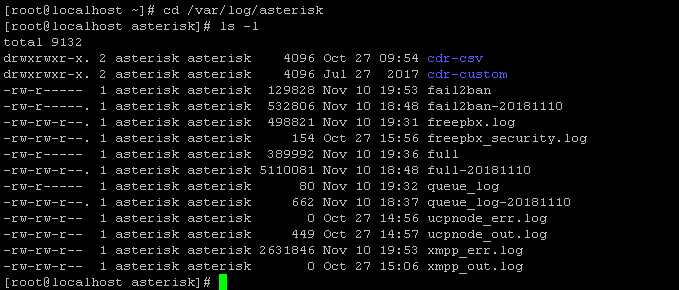 [root@localhost ~]# cd /var/log/asterisk
[root@localhost asterisk]# ls -l
total 9132
drwxrwxr-x. 2 asterisk asterisk    4096 Oct 27 09:54 cdr-csv
drwxrwxr-x. 2 asterisk asterisk    4096 Jul 27  2017 cdr-custom
-rw-r-----  1 asterisk asterisk  129828 Nov 10 19:53 fail2ban
-rw-r-----. 1 asterisk asterisk  532806 Nov 10 18:48 fail2ban-20181110
-rw-rw-r--. 1 asterisk asterisk  498821 Nov 10 19:31 freepbx.log
-rw-rw-r--. 1 asterisk asterisk     154 Oct 27 15:56 freepbx_security.log
-rw-r-----  1 asterisk asterisk  389992 Nov 10 19:36 full
-rw-rw-r--. 1 asterisk asterisk 5110081 Nov 10 18:48 full-20181110
-rw-r-----  1 asterisk asterisk      80 Nov 10 19:32 queue_log
-rw-rw-r--. 1 asterisk asterisk     662 Nov 10 18:37 queue_log-20181110
-rw-rw-r--  1 asterisk asterisk       0 Oct 27 14:56 ucpnode_err.log
-rw-rw-r--  1 asterisk asterisk     449 Oct 27 14:57 ucpnode_out.log
-rw-rw-r--  1 asterisk asterisk 2631846 Nov 10 19:53 xmpp_err.log
-rw-rw-r--  1 asterisk asterisk       0 Oct 27 15:06 xmpp_out.log
[root@localhost asterisk]#